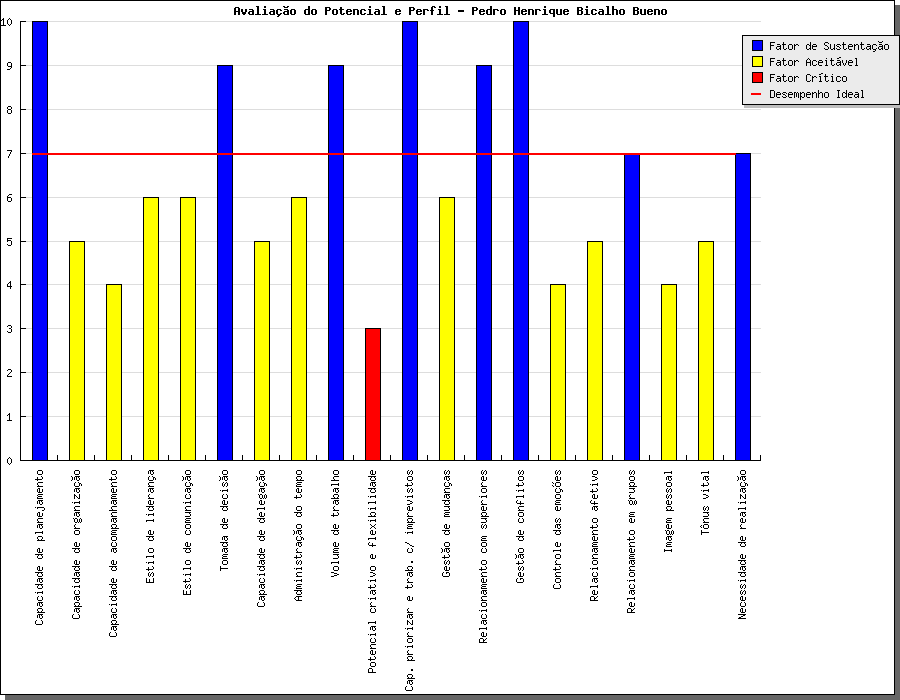 Avaliação do Potencial e Perfil - Pedro Henrique Bicalho Bueno
10
9
8
7
6
5
4
3
2
1
0
Fator de Sustentação
Fator Aceitável
Fator Crítico
Desempenho Ideal
Capacidade de planejamento
Capacidade de organização
Capacidade de acompanhamento
Estilo de liderança
Estilo de comunicação
Tomada de decisão
Capacidade de delegação
Administração do tempo
Volume de trabalho
Potencial criativo e flexibilidade
Cap. priorizar e trab. c/ imprevistos
Gestão de mudanças
Relacionamento com superiores
Gestão de conflitos
Controle das emoções
Relacionamento afetivo
Relacionamento em grupos
Imagem pessoal
Tônus vital
Necessidade de realização